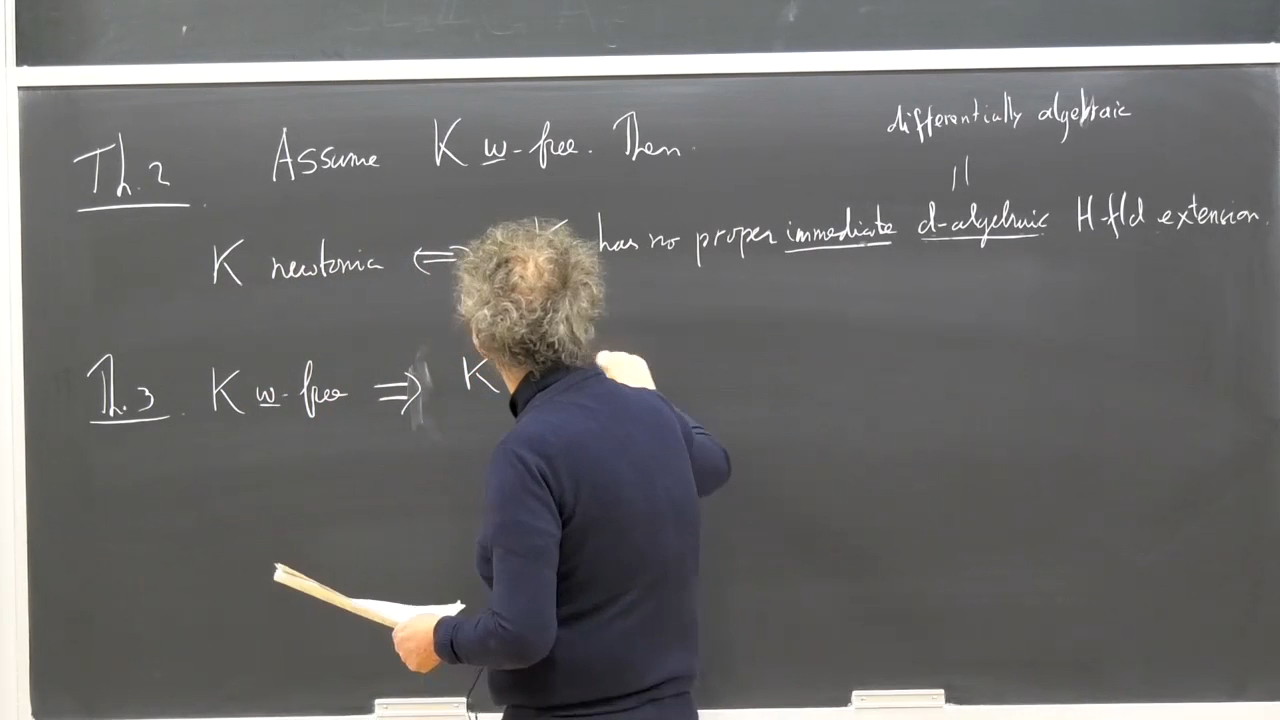 differentially algebraic
||
Th. 2 Assume K w-free. Then
K newtonian ⇔ K has no proper immediate d-algebraic H-fld extension.
Th. 3 K w-free ⇒ K